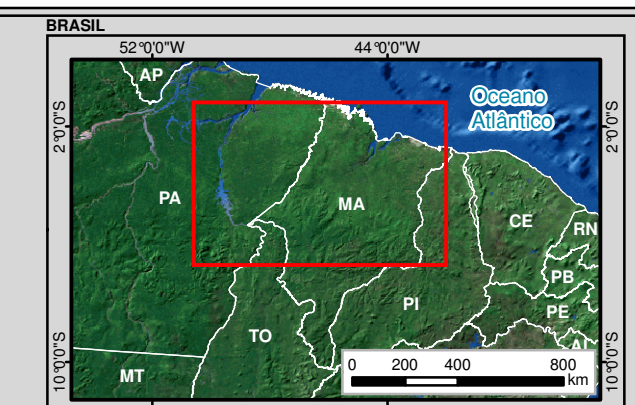 BRASIL
52°0'0"W 44°0'0"W
AP
Oceano
Atlântico
2°0'0"S 2°0'0"S
PA MA CE RN
PB
PI PE
TO AL
MT
10°0'0"S 10°0'0"S
0 200 400 800
km